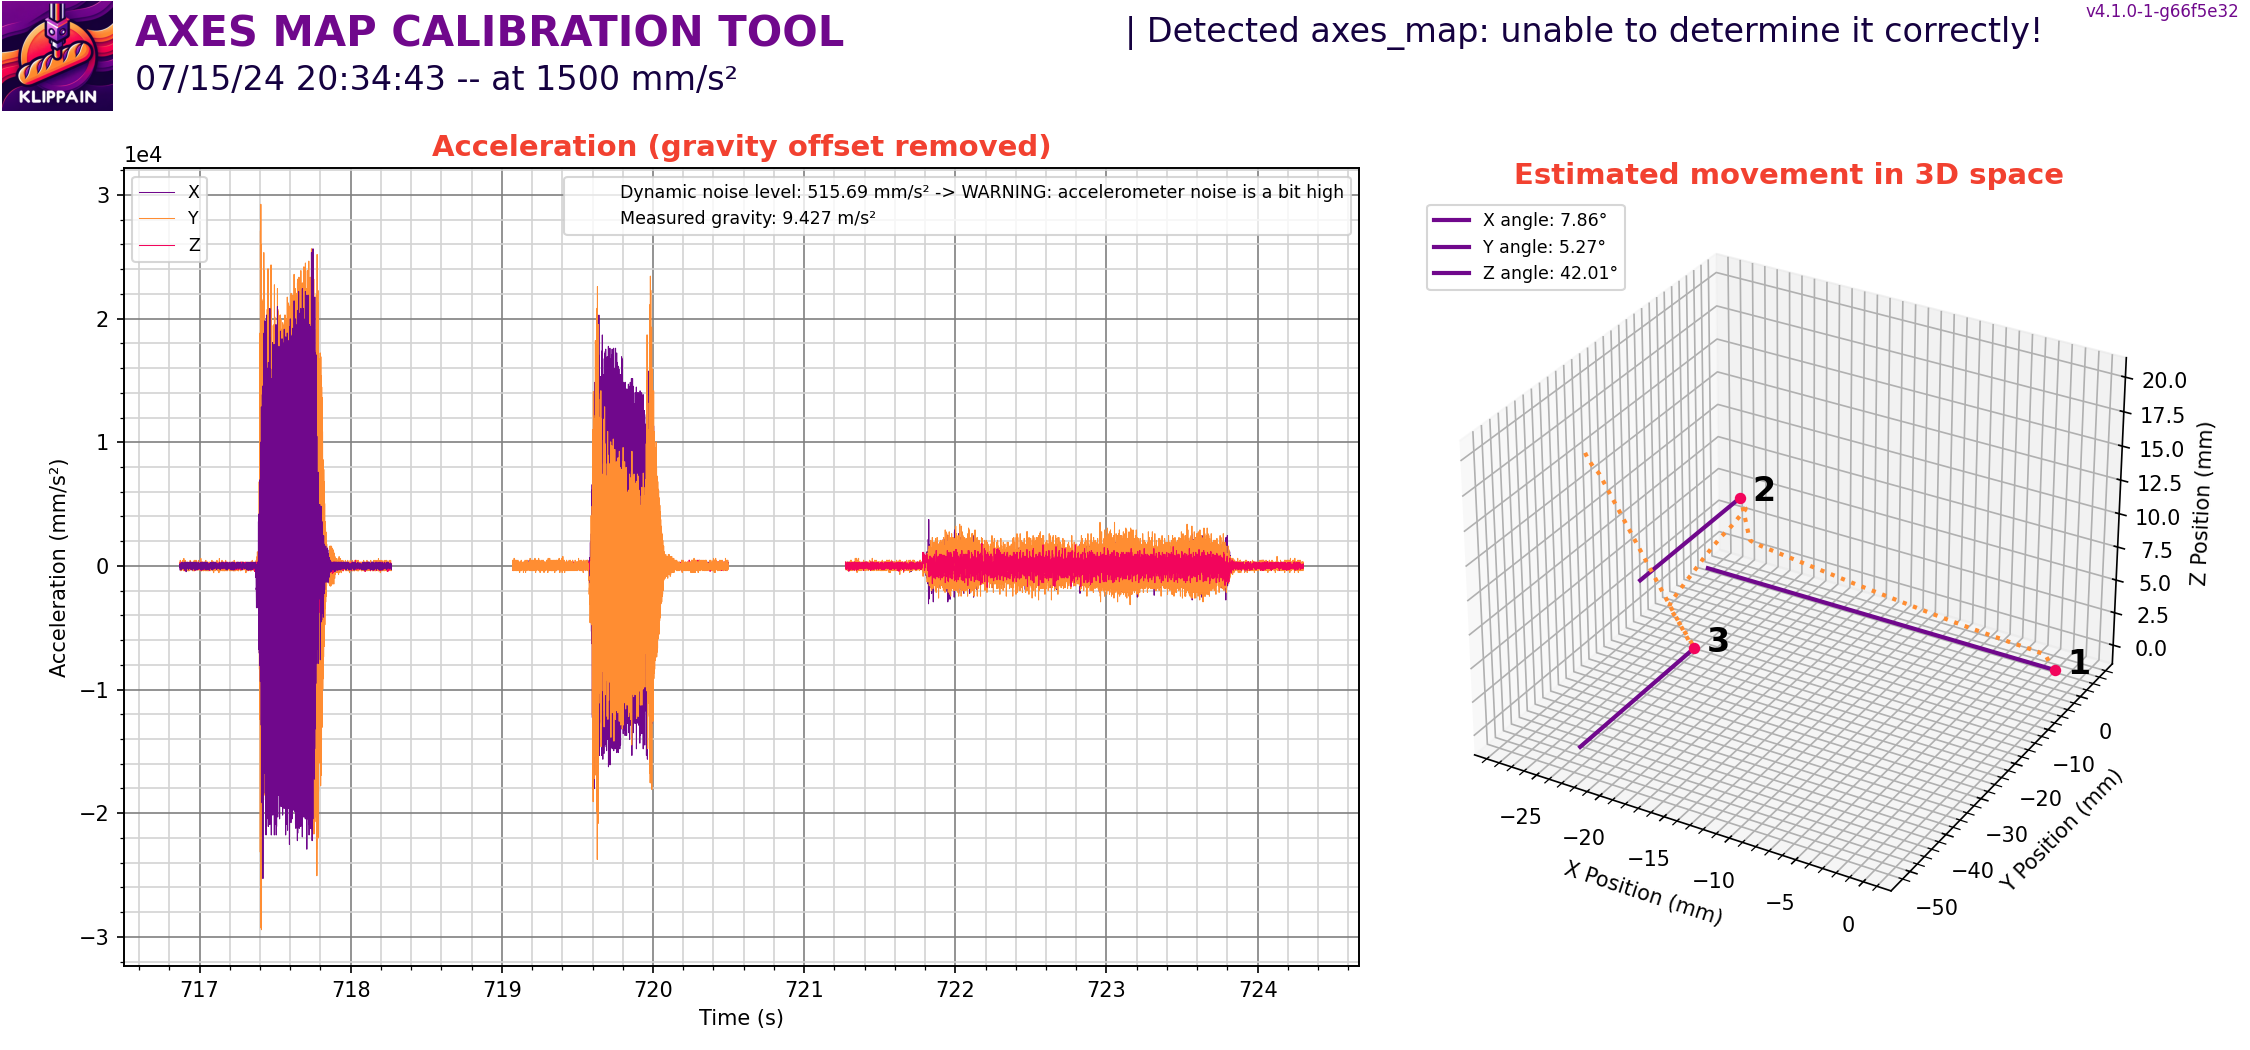 KLIPPAIN
AXES MAP CALIBRATION TOOL
07/15/24 20:34:43 -- at 1500 mm/s²
| Detected axes_map: unable to determine it correctly!
v4.1.0-1-g66f5e32
Acceleration (gravity offset removed)
1e4
X
Y
Z
Dynamic noise level: 515.69 mm/s² -> WARNING: accelerometer noise is a bit high
Measured gravity: 9.427 m/s²
3
2
1
0
−1
−2
−3
Acceleration (mm/s²)
717 718 719 720 721 722 723 724
Time (s)
Estimated movement in 3D space
X angle: 7.86°
Y angle: 5.27°
Z angle: 42.01°
1
2
3
20.0
17.5
15.0
12.5
10.0
7.5
5.0
2.5
0.0
Z Position (mm)
0
−10
−20
−30
−40
−50
Y Position (mm)
−25
−20
−15
−10
−5
0
X Position (mm)